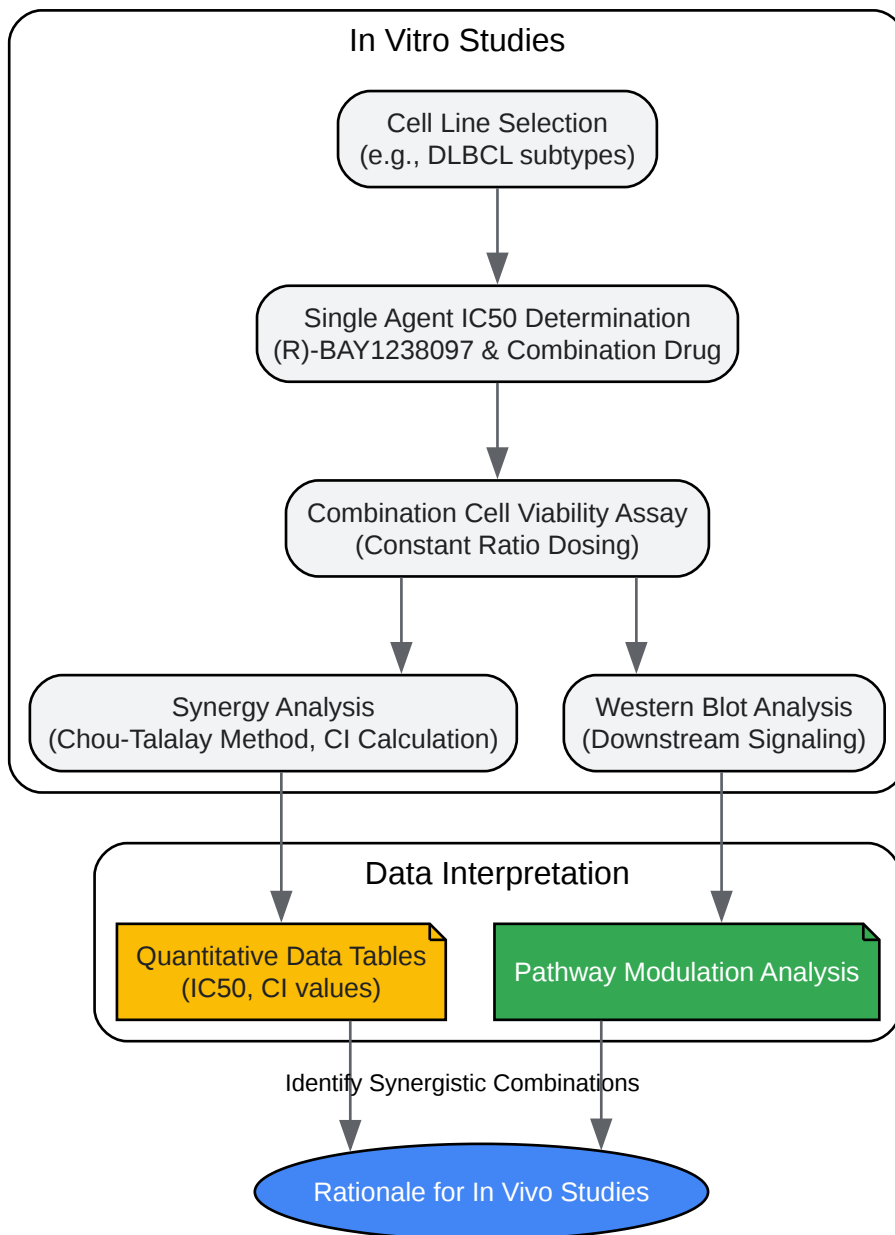 In Vitro Studies
Cell Line Selection
(e.g., DLBCL subtypes)
Single Agent IC50 Determination
(R)-BAY1238097 & Combination Drug
Combination Cell Viability Assay
(Constant Ratio Dosing)
Synergy Analysis
(Chou-Talalay Method, CI Calculation)
Western Blot Analysis
(Downstream Signaling)
Data Interpretation
Quantitative Data Tables
(IC50, CI values)
Pathway Modulation Analysis
Identify Synergistic Combinations
Rationale for In Vivo Studies